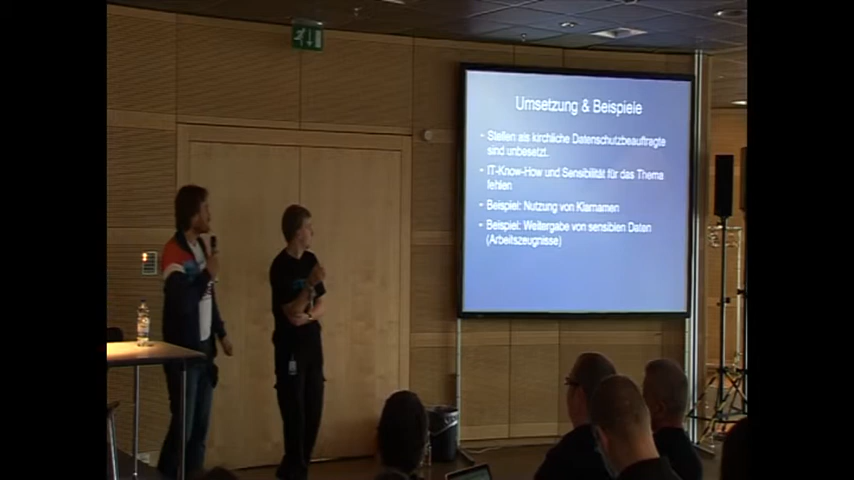 Umsetzung & Beispiele
- Stellen als kirchliche Datenschutzbeauftragte
sind unbesetzt.
- IT-Know-How und Sensibilität für das Thema
fehlen
- Beispiel: Nutzung von Klarnamen
- Beispiel: Weitergabe von sensiblen Daten
(Arbeitszeugnisse)